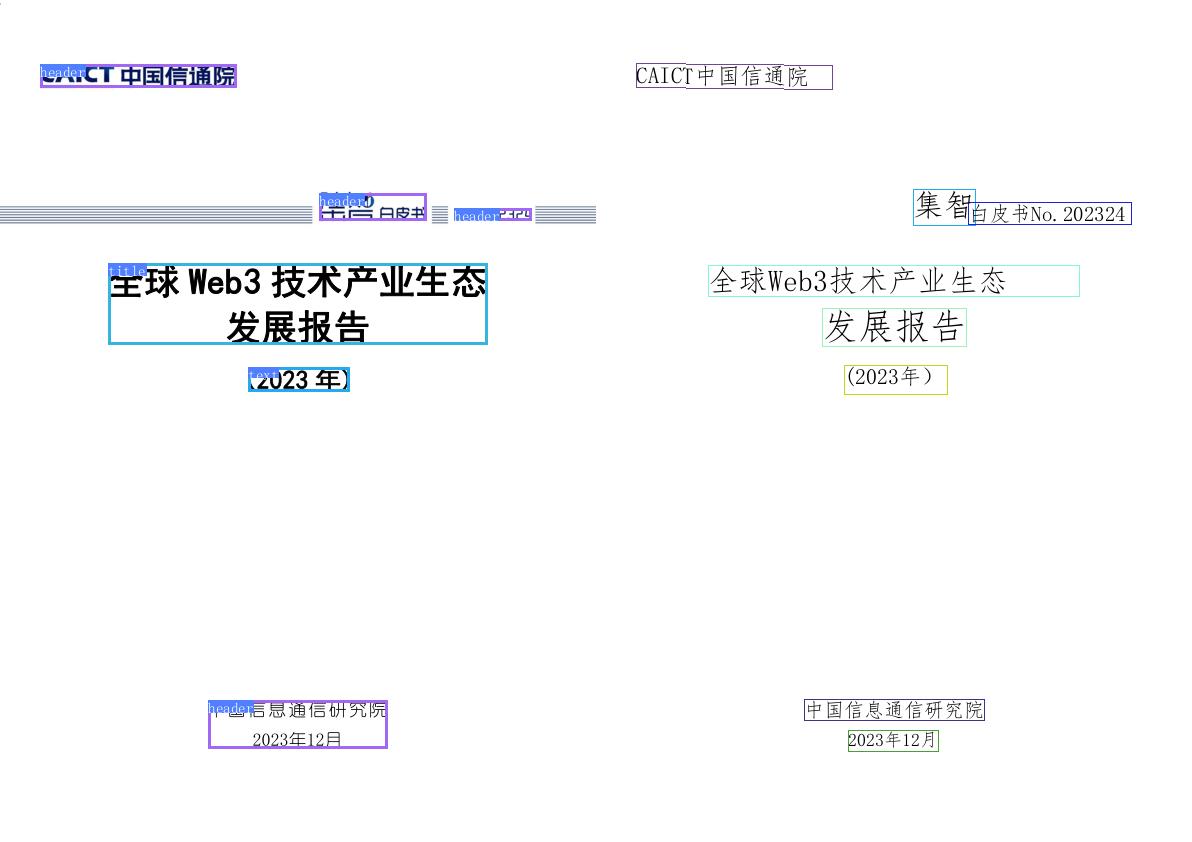 header
CAICT 中国信通院
header
白皮书
header
title
全球 Web3 技术产业生态
发展报告
text
(2023 年)
header
中国信息通信研究院
2023年12月
CAICT中国信通院
集智
白皮书No.202324
全球Web3技术产业生态
发展报告
(2023年）
中国信息通信研究院
2023年12月